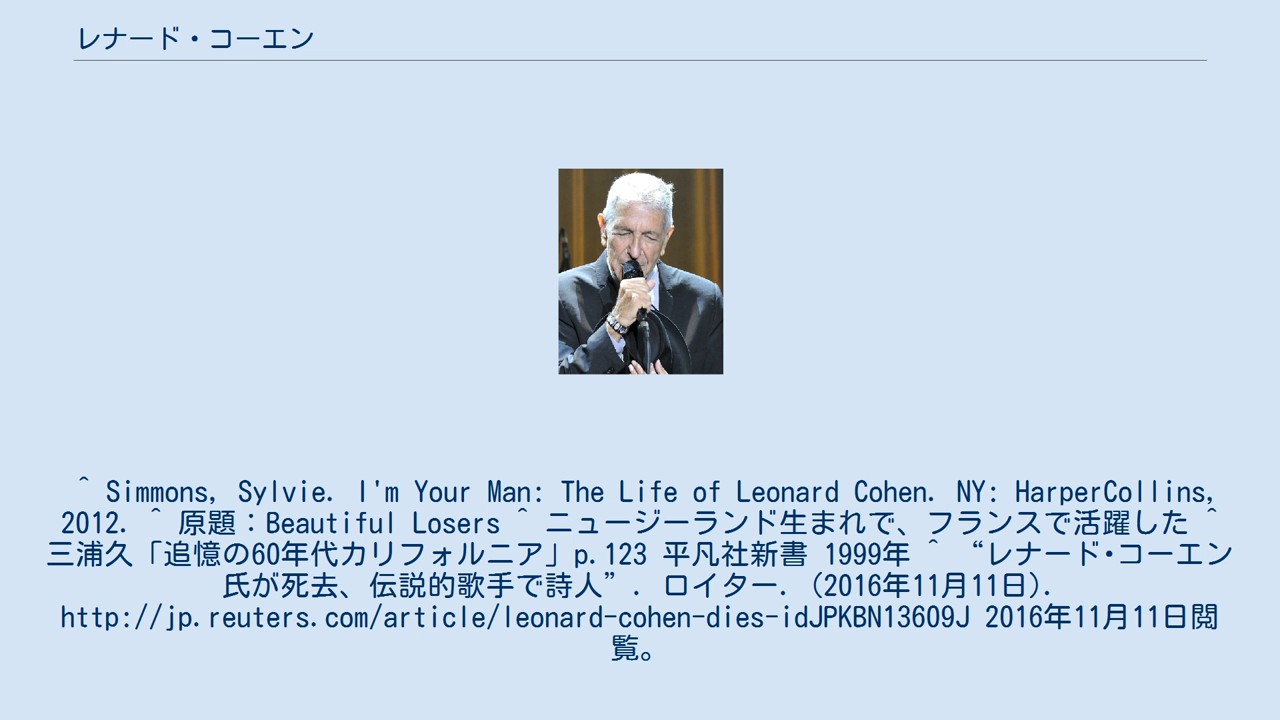 レナード・コーエン
^ Simmons, Sylvie. I'm Your Man: The Life of Leonard Cohen. NY: HarperCollins,
2012. ^ 原題：Beautiful Losers ^ ニュージーランド生まれで、フランスで活躍した ^
三浦久「追憶の60年代カリフォルニア」p.123 平凡社新書 1999年 ^ “レナード・コーエン
氏が死去、伝説的歌手で詩人”. ロイター. (2016年11月11日).
http://jp.reuters.com/article/leonard-cohen-dies-idJPKBN13609J 2016年11月11日閲
覧。